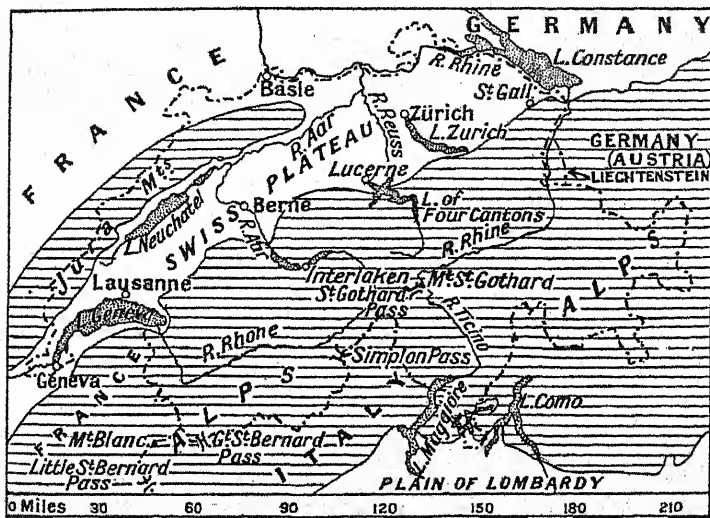 GERMANY
FRANCE
L. Constance
R. Rhine
Basle
St Gall
Zürich
L. Zurich
R. Aar
R. Reuss
SWISS PLATEAU
GERMANY
(AUSTRIA)
LIECHTENSTEIN
Jura Mts
Lucerne
L. of
Four Cantons
Berne
L. Neuchatel
R. Aar
R. Rhine
Interlaken
Mt St Gothard
St Gothard
Pass
ALPS
Lausanne
L. Geneva
Geneva
R. Rhone
R. Ticino
Simplon Pass
FRANCE
ALPS
ITALY
L. Maggiore
L. Como
Mt Blanc
Gt St Bernard
Pass
Little St Bernard
Pass
PLAIN OF LOMBARDY
0 Miles 30 60 90 120 150 180 210